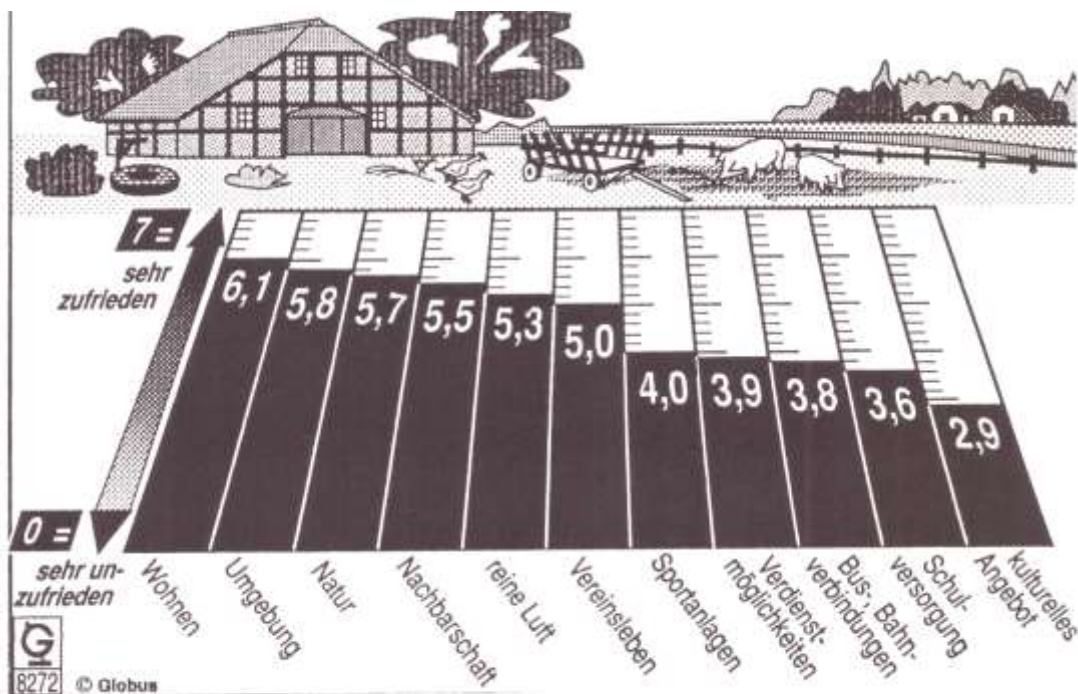 7 =
sehr
zufrieden
6,1
5,8
5,7
5,5
5,3
5,0
4,0
3,9
3,8
3,6
2,9
0 =
sehr un-
zufrieden
Wohnen
Umgebung
Natur
Nachbarschaft
reine Luft
Vereinsleben
Sportanlagen
Verdienst-
möglichkeiten
Bus-, Bahn-
verbindungen
Schul-
versorgung
kulturelles
Angebot
G
8272
© Globus